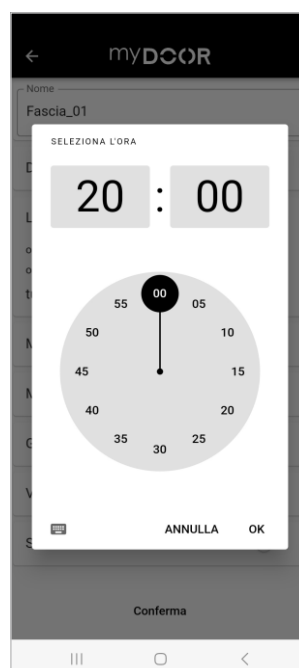 myDOOR
Nome
Fascia_01
SELEZIONA L'ORA
20 : 00
00
55 05
50 10
45 15
40 20
35 25
30
ANNULLA OK
Conferma